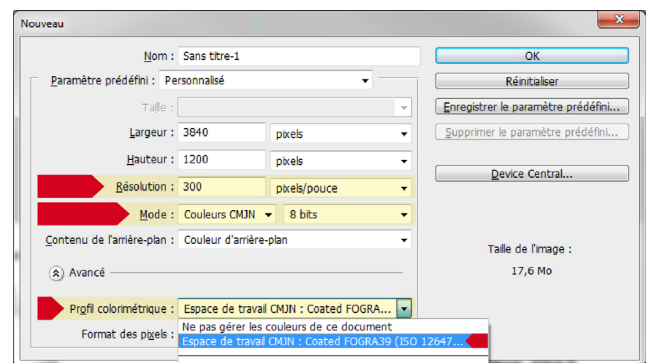 Nouveau
Nom : Sans titre-1
OK
Paramètre prédéfini : Personnalisé
Réinitialiser
Taille :
Enregistrer le paramètre prédéfini...
Largeur : 3840 pixels
Supprimer le paramètre prédéfini...
Hauteur : 1200 pixels
Device Central...
Résolution : 300 pixels/pouce
Mode : Couleurs CMJN 8 bits
Contenu de l'arrière-plan : Couleur d'arrière-plan
Taille de l'image :
17,6 Mo
Avancé
Profil colorimétrique : Espace de travail CMJN : Coated FOGRA...
Ne pas gérer les couleurs de ce document
Format des pixels :
Espace de travail CMJN : Coated FOGRA39 (ISO 12647...